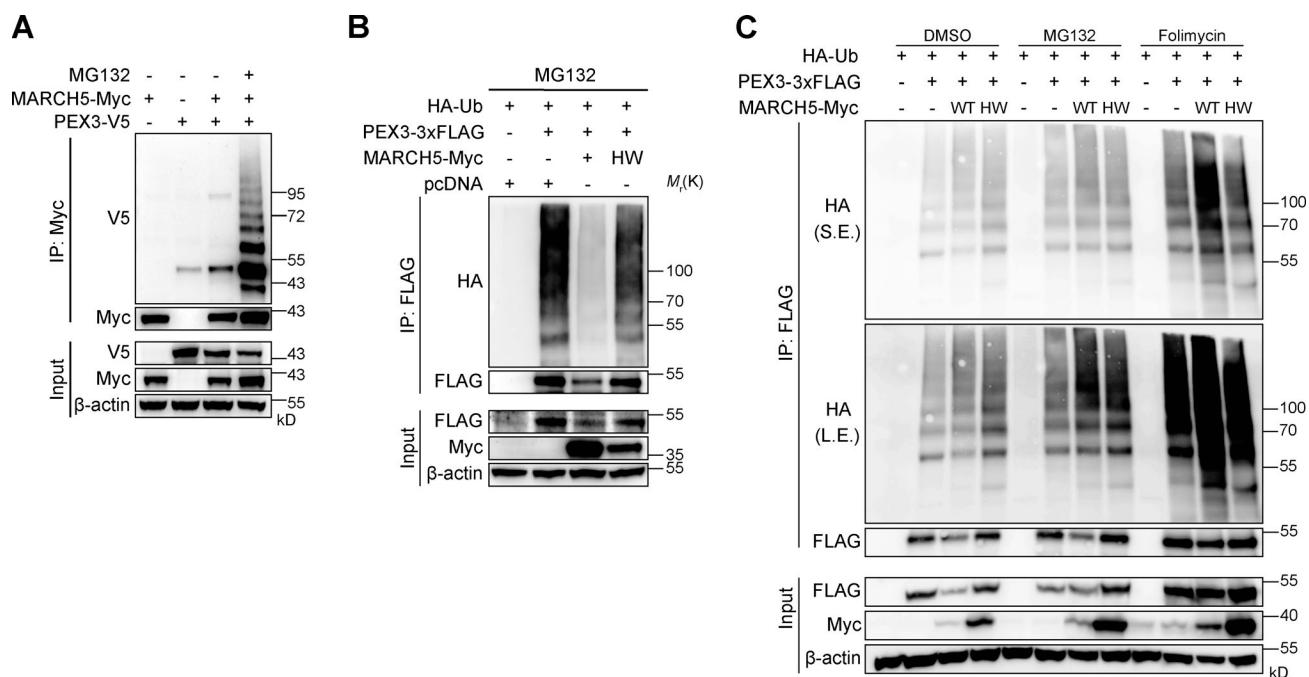 A
MG132 - - - +
MARCH5-Myc + - + +
PEX3-V5 - + + +
IP: Myc
V5
95
72
55
43
Myc
43
Input
V5
43
Myc
43
β-actin
55
kD
B
MG132
HA-Ub + + + +
PEX3-3xFLAG - + + +
MARCH5-Myc - - + HW
pcDNA + + - -
Mr(K)
IP: FLAG
HA
100
70
55
FLAG
55
Input
FLAG
55
Myc
35
β-actin
55
C
DMSO MG132 Folimycin
HA-Ub + + + + + + + + + + + +
PEX3-3xFLAG - + + + - + + + - + + +
MARCH5-Myc - - WT HW - - WT HW - - WT HW
IP: FLAG
HA
(S.E.)
100
70
55
HA
(L.E.)
100
70
55
FLAG
55
Input
FLAG
55
Myc
40
β-actin
55
kD